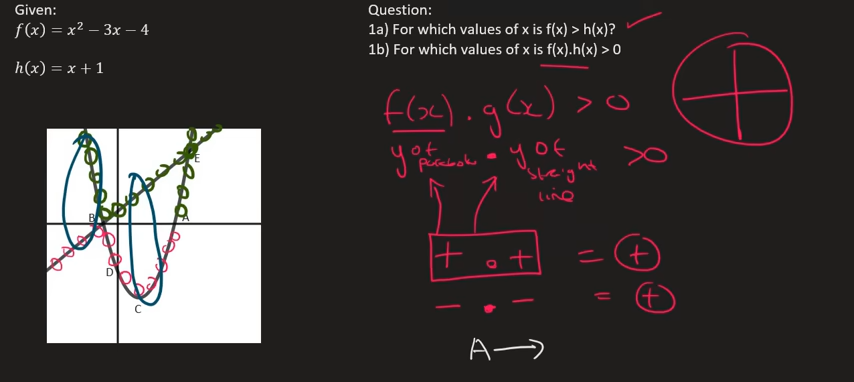 Given:
f(x) = x² − 3x − 4
h(x) = x + 1
Question:
1a) For which values of x is f(x) > h(x)?
1b) For which values of x is f(x).h(x) > 0
f(x) . g(x) > 0
y of parabola . y of straight line > 0
+ . + = +
- . - = +
A →
E
B
A
D
C